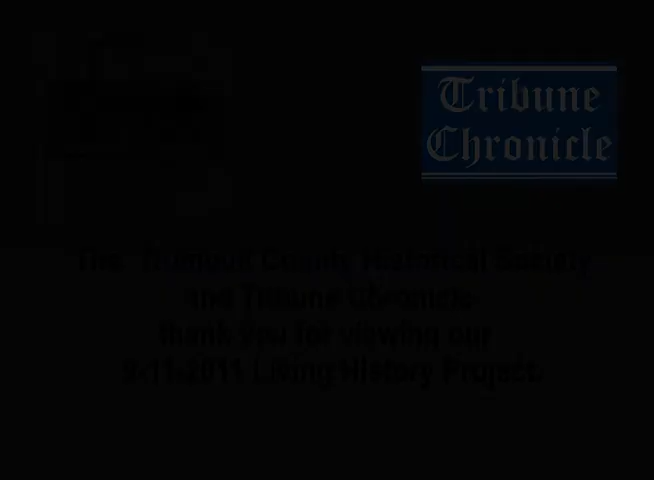 Tribune
Chronicle
The Trumbull County Historical Society
and Tribune Chronicle
thank you for viewing our
9-11-2011 Living History Project.